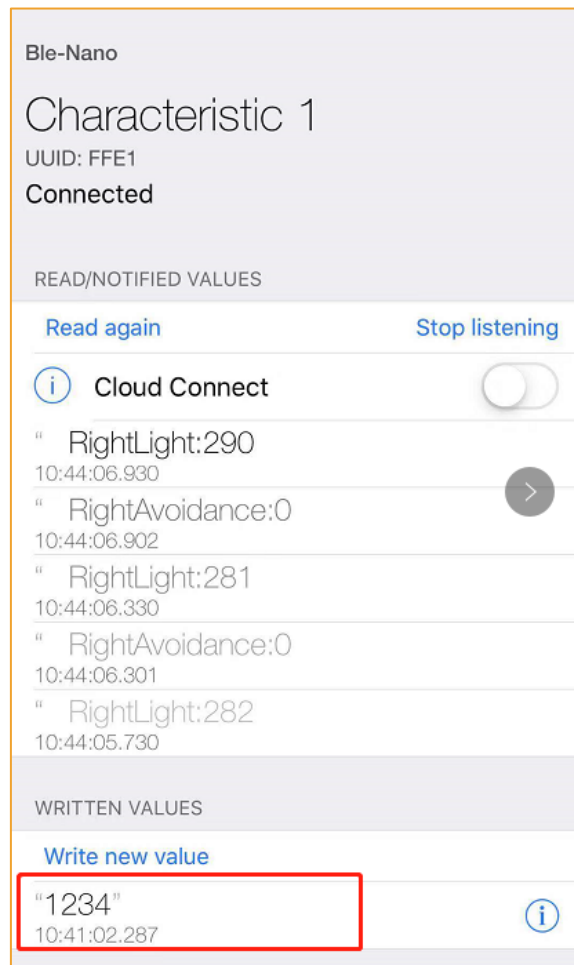 Ble-Nano
Characteristic 1
UUID: FFE1
Connected
READ/NOTIFIED VALUES
Read again Stop listening
Cloud Connect
“ RightLight:290
10:44:06.930
“ RightAvoidance:0
10:44:06.902
“ RightLight:281
10:44:06.330
“ RightAvoidance:0
10:44:06.301
“ RightLight:282
10:44:05.730
WRITTEN VALUES
Write new value
“1234”
10:41:02.287